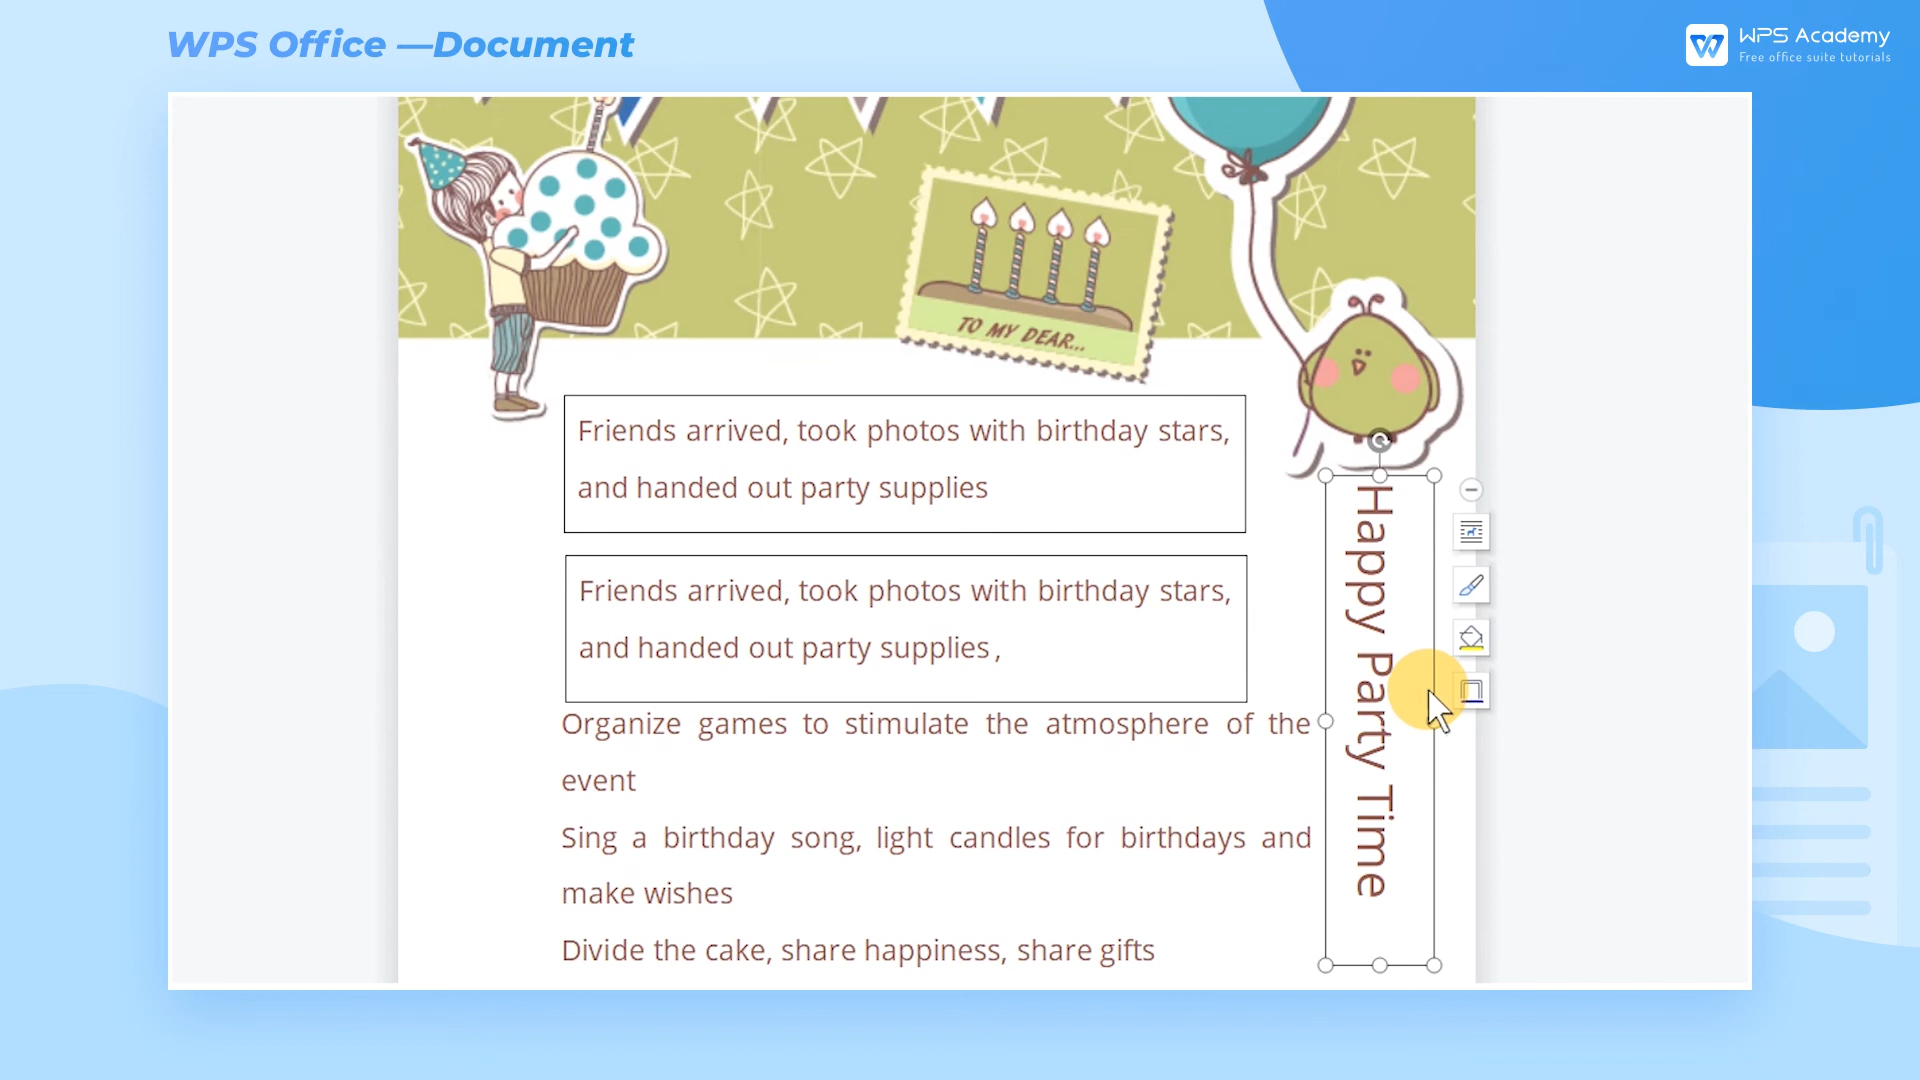 WPS Office —Document
WPS Academy
Free office suite tutorials
TO MY DEAR...
Friends arrived, took photos with birthday stars,
and handed out party supplies
Friends arrived, took photos with birthday stars,
and handed out party supplies,
Organize games to stimulate the atmosphere of the
event
Sing a birthday song, light candles for birthdays and
make wishes
Divide the cake, share happiness, share gifts
Happy Party Time